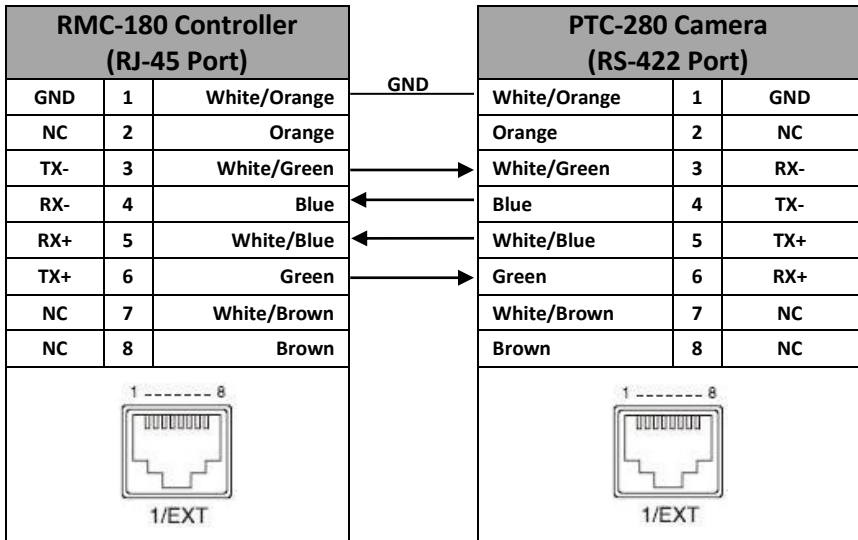 RMC-180 Controller
(RJ-45 Port)
GND 1 White/Orange
NC 2 Orange
TX- 3 White/Green
RX- 4 Blue
RX+ 5 White/Blue
TX+ 6 Green
NC 7 White/Brown
NC 8 Brown
1 -------- 8
1/EXT
GND
PTC-280 Camera
(RS-422 Port)
White/Orange 1 GND
Orange 2 NC
White/Green 3 RX-
Blue 4 TX-
White/Blue 5 TX+
Green 6 RX+
White/Brown 7 NC
Brown 8 NC
1 -------- 8
1/EXT